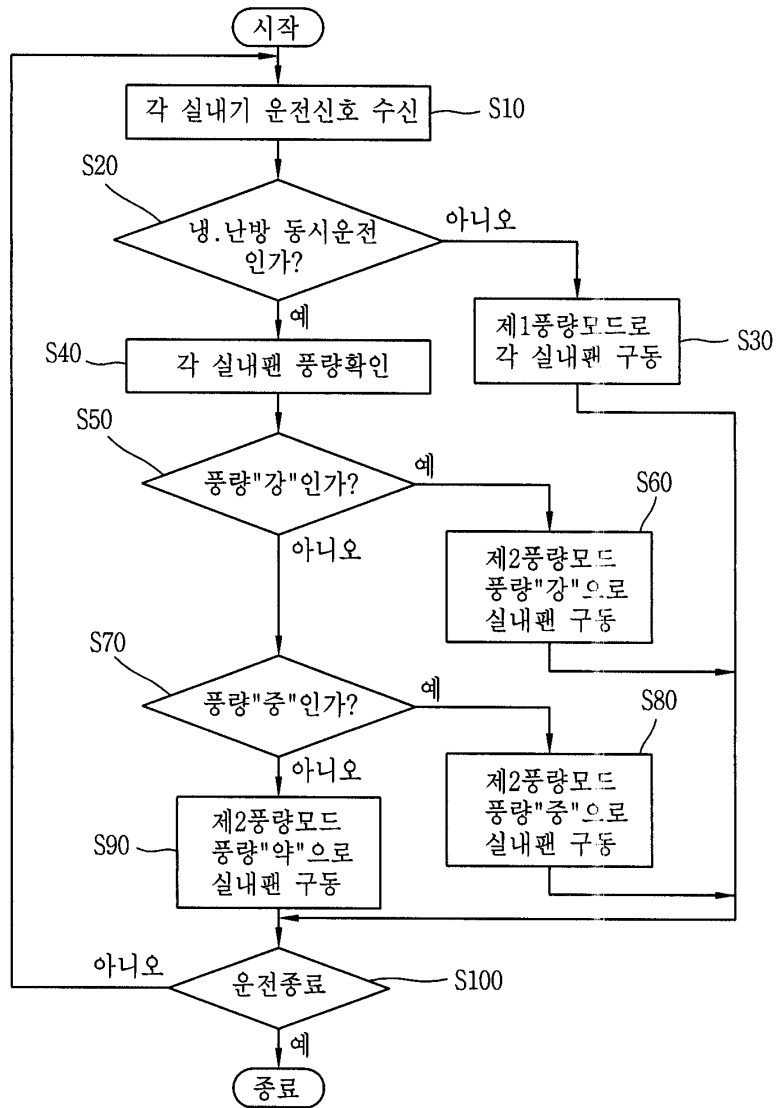 시작
각 실내기 운전신호 수신
S10
S20
냉.난방 동시운전
인가?
아니오
예
제1풍량모드로
각 실내팬 구동
S30
S40
각 실내팬 풍량확인
S50
풍량"강"인가?
예
아니오
S60
제2풍량모드
풍량"강"으로
실내팬 구동
S70
풍량"중"인가?
예
아니오
S80
제2풍량모드
풍량"중"으로
실내팬 구동
S90
제2풍량모드
풍량"약"으로
실내팬 구동
아니오
운전종료
S100
예
종료